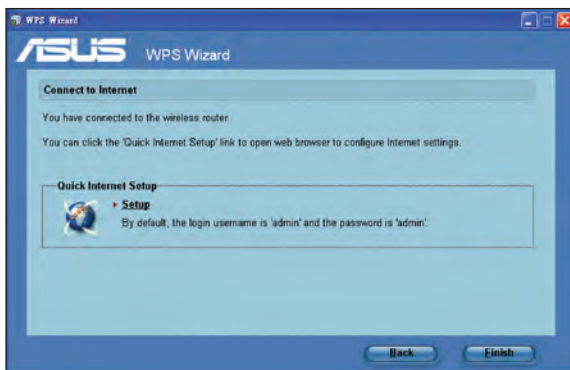 WPS Wizard
ASUS WPS Wizard
Connect to Internet
You have connected to the wireless router.
You can click the 'Quick Internet Setup' link to open web browser to configure Internet settings.
Quick Internet Setup
Setup
By default, the login username is 'admin' and the password is 'admin'.
Back Finish